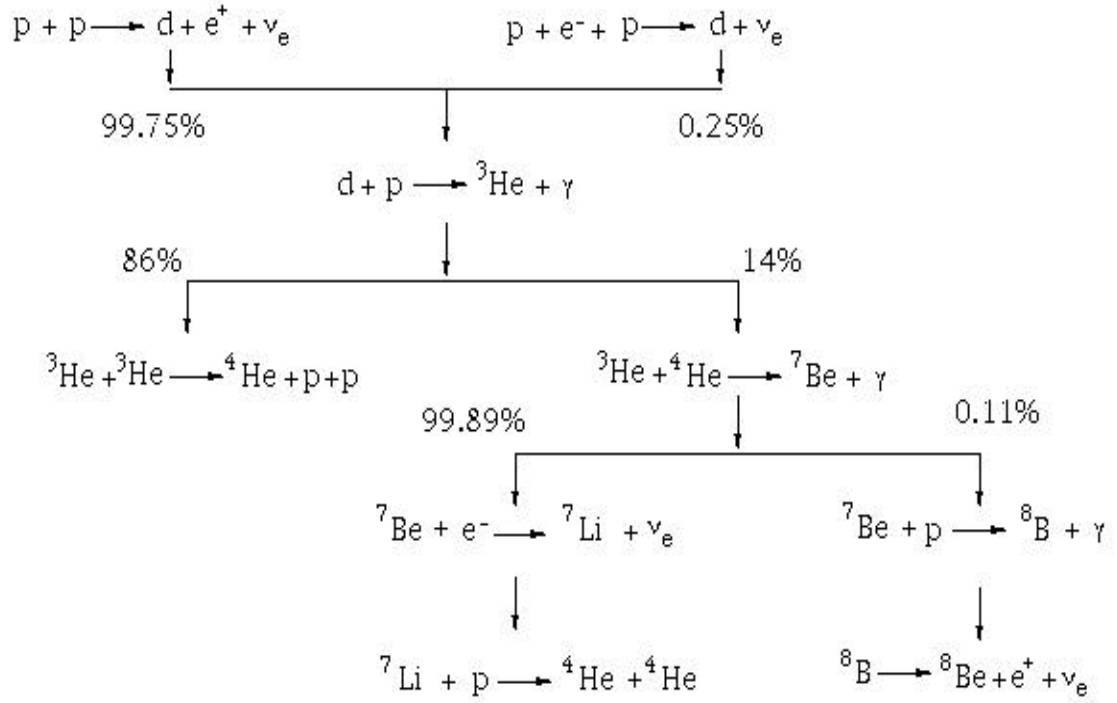 p + p ⟶ d + e⁺ + νₑ p + e⁻ + p ⟶ d + νₑ
99.75% 0.25%
d + p ⟶ ³He + γ
86% 14%
³He + ³He ⟶ ⁴He + p + p ³He + ⁴He ⟶ ⁷Be + γ
99.89% 0.11%
⁷Be + e⁻ ⟶ ⁷Li + νₑ ⁷Be + p ⟶ ⁸B + γ
⁷Li + p ⟶ ⁴He + ⁴He ⁸B ⟶ ⁸Be + e⁺ + νₑ